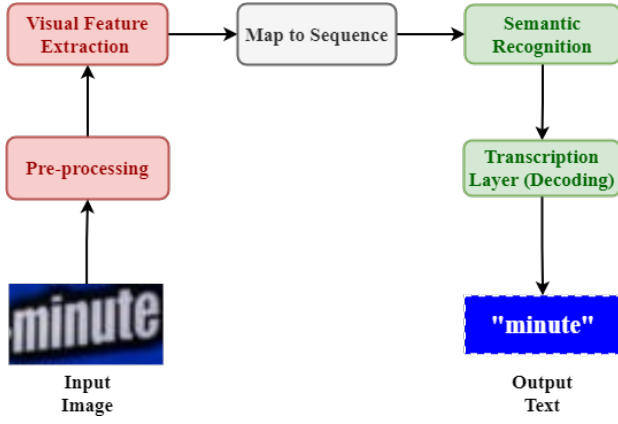 Visual Feature
Extraction
Map to Sequence
Semantic
Recognition
Pre-processing
Transcription
Layer (Decoding)
minute
"minute"
Input
Image
Output
Text